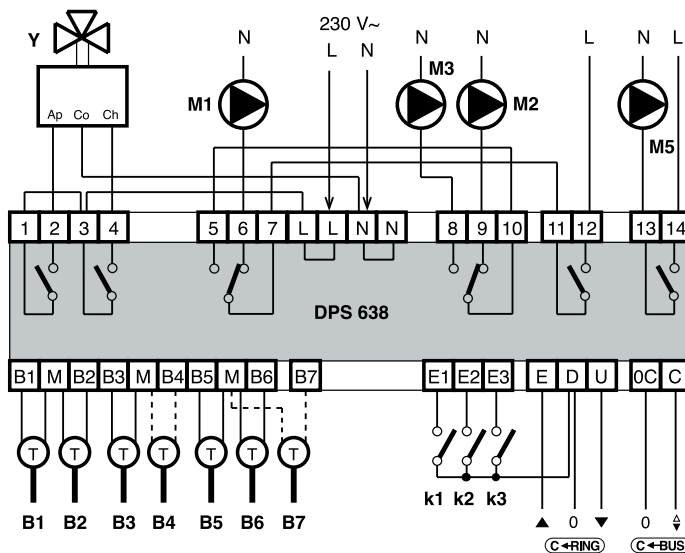 230 V~
Y N L N N N L N L
M3
M1 M2
Ap Co Ch
M5
1 2 3 4 5 6 7 L L N N 8 9 10 11 12 13 14
DPS 638
B1 M B2 B3 M B4 B5 M B6 B7 E1 E2 E3 E D U 0C C
T T T T T T T
k1 k2 k3
B1 B2 B3 B4 B5 B6 B7 ▲ 0 ▼ 0
C◄RING C◄BUS